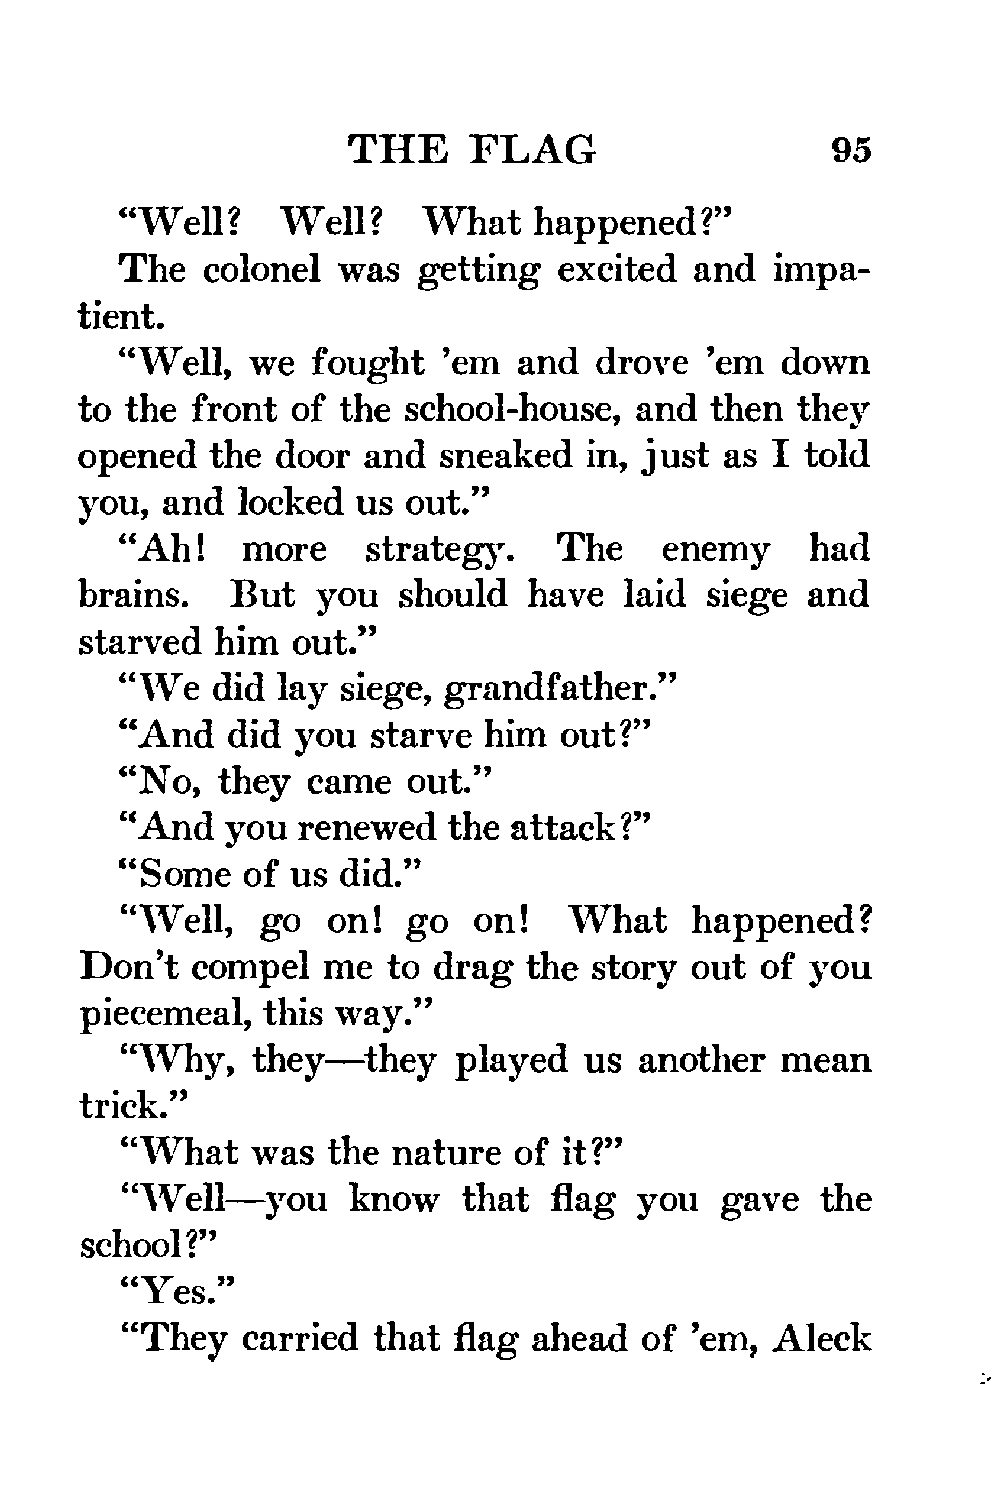 THE FLAG 95
“Well? Well? What happened?”
The colonel was getting excited and impa-
tient.
“Well, we fought ’em and drove ’em down
to the front of the school-house, and then they
opened the door and sneaked in, just as I told
you, and locked us out.”
“Ah! more strategy. The enemy had
brains. But you should have laid siege and
starved him out.”
“We did lay siege, grandfather.”
“And did you starve him out?”
“No, they came out.”
“And you renewed the attack?”
“Some of us did.”
“Well, go on! go on! What happened?
Don’t compel me to drag the story out of you
piecemeal, this way.”
“Why, they—they played us another mean
trick.”
“What was the nature of it?”
“Well—you know that flag you gave the
school?”
“Yes.”
“They carried that flag ahead of ’em, Aleck